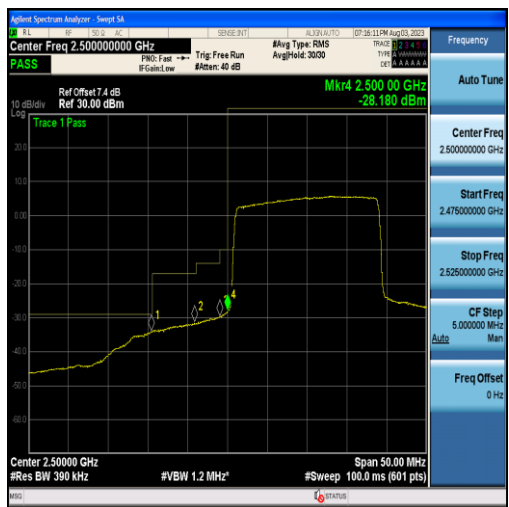 Agilent Spectrum Analyzer - Swept SA
RL RF 50 Ω AC SENSE:INT ALIGN AUTO 07:16:11 PM Aug 03, 2023
Center Freq 2.500000000 GHz
PASS
PNO: Fast
IFGain:Low
Trig: Free Run
#Atten: 40 dB
#Avg Type: RMS
Avg|Hold: 30/30
TRACE 1 2 3 4 5 6
TYPE A
DET A A A A A A
Ref Offset 7.4 dB
10 dB/div Ref 30.00 dBm
Log
Mkr4 2.500 00 GHz
-28.180 dBm
Trace 1 Pass
20.0
10.0
0.00
-10.0
-20.0
-30.0
-40.0
-50.0
-60.0
1
2
4
Center 2.50000 GHz Span 50.00 MHz
#Res BW 390 kHz #VBW 1.2 MHz* #Sweep 100.0 ms (601 pts)
MSG STATUS
Frequency
Auto Tune
Center Freq
2.500000000 GHz
Start Freq
2.475000000 GHz
Stop Freq
2.525000000 GHz
CF Step
5.000000 MHz
Auto Man
Freq Offset
0 Hz